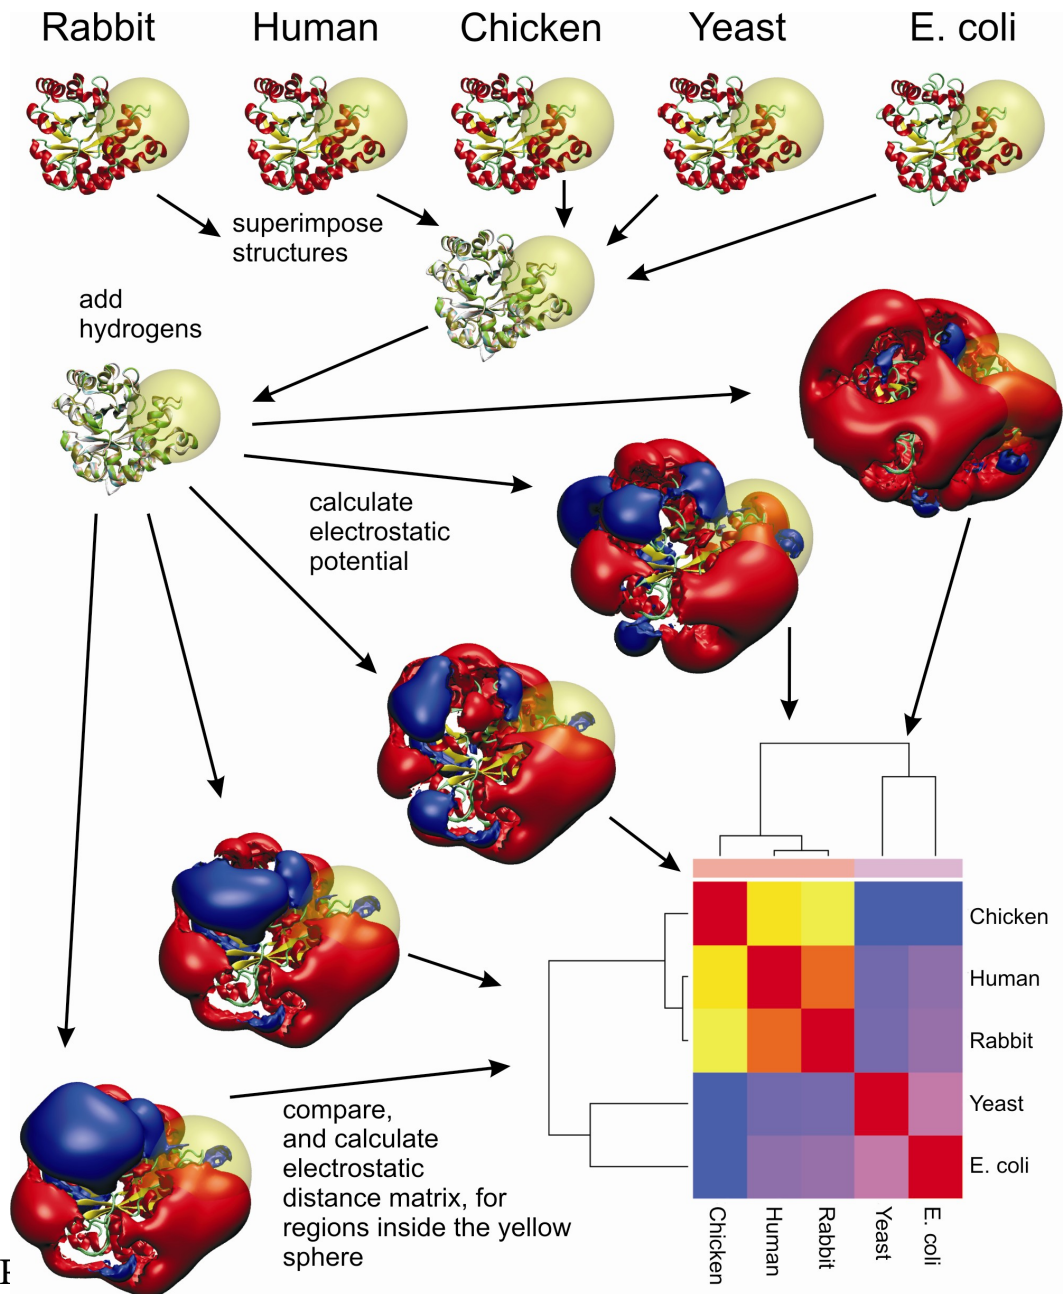 Rabbit
Human
Chicken
Yeast
E. coli
superimpose
structures
add
hydrogens
calculate
electrostatic
potential
Chicken
Human
Rabbit
Yeast
E. coli
compare,
and calculate
electrostatic
distance matrix, for
regions inside the yellow
sphere
Chicken
Human
Rabbit
Yeast
E. coli